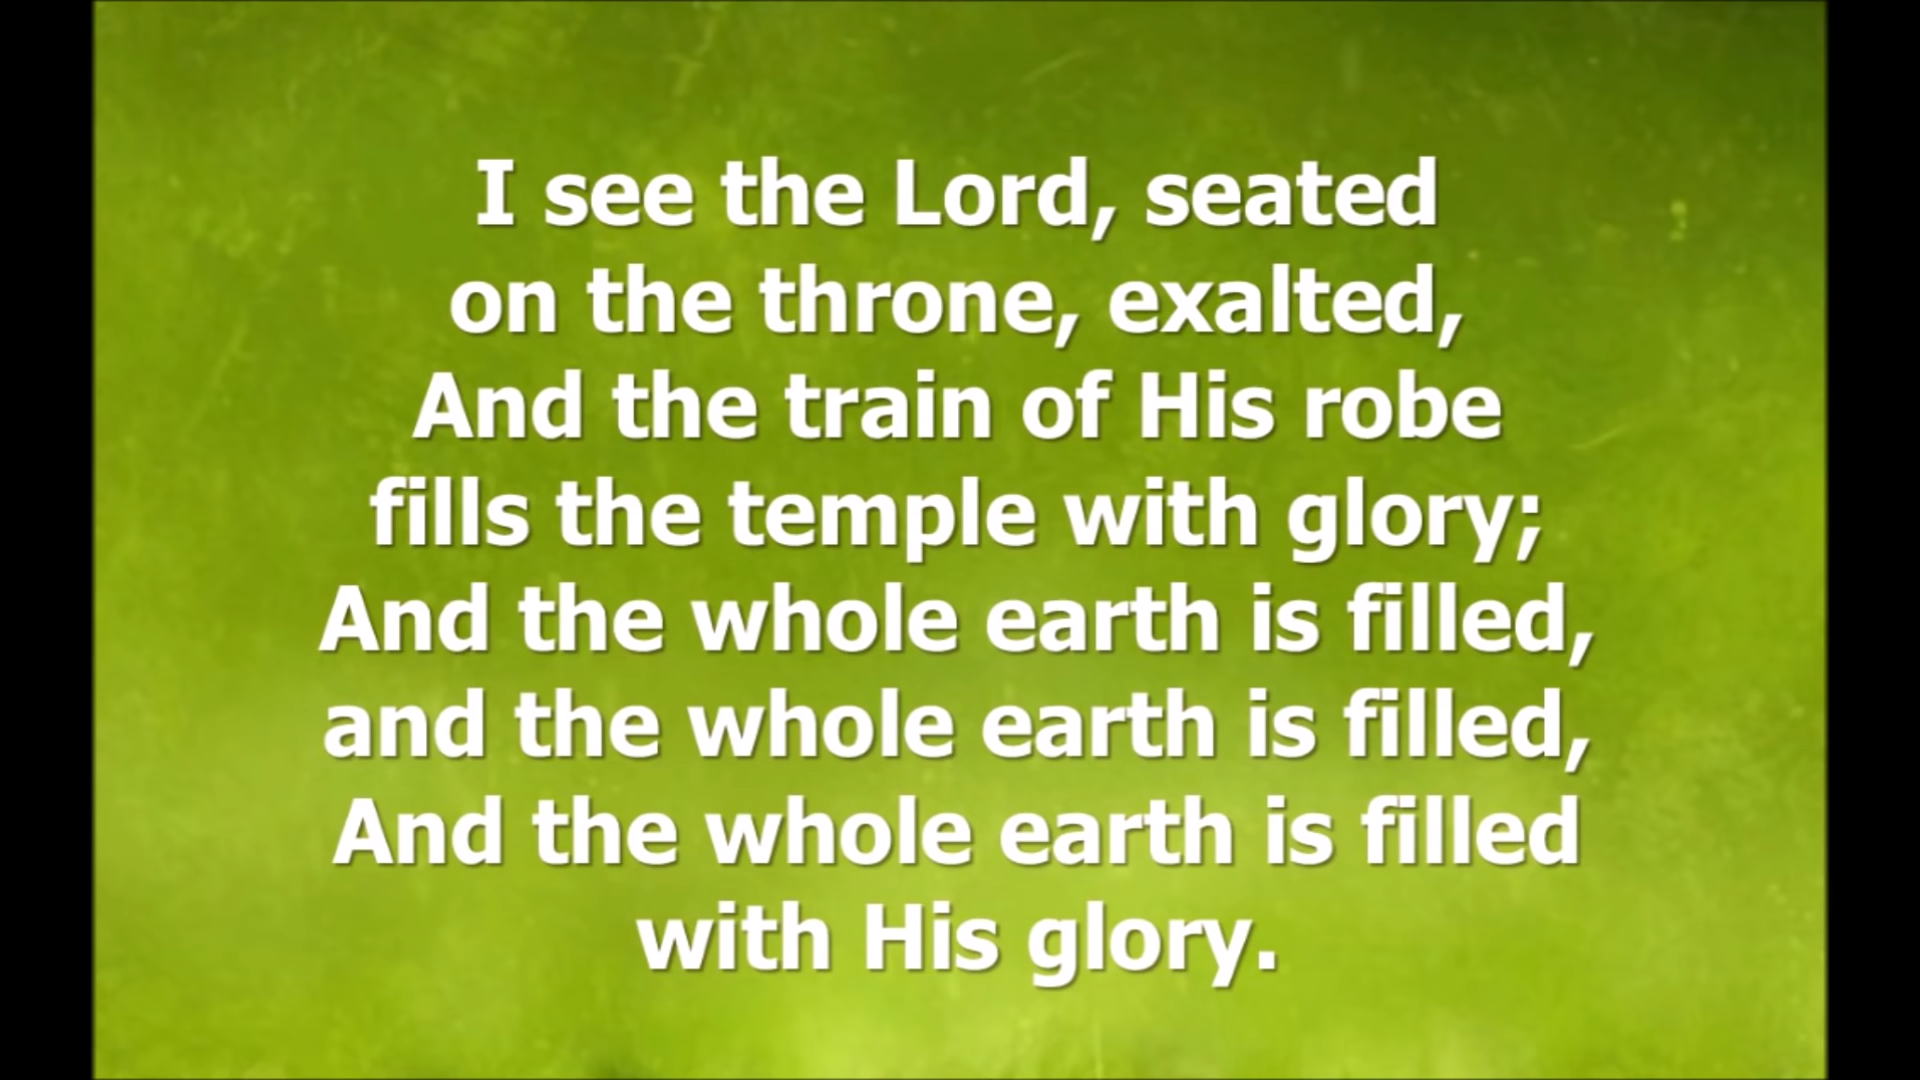 I see the Lord, seated
on the throne, exalted,
And the train of His robe
fills the temple with glory;
And the whole earth is filled,
and the whole earth is filled,
And the whole earth is filled
with His glory.